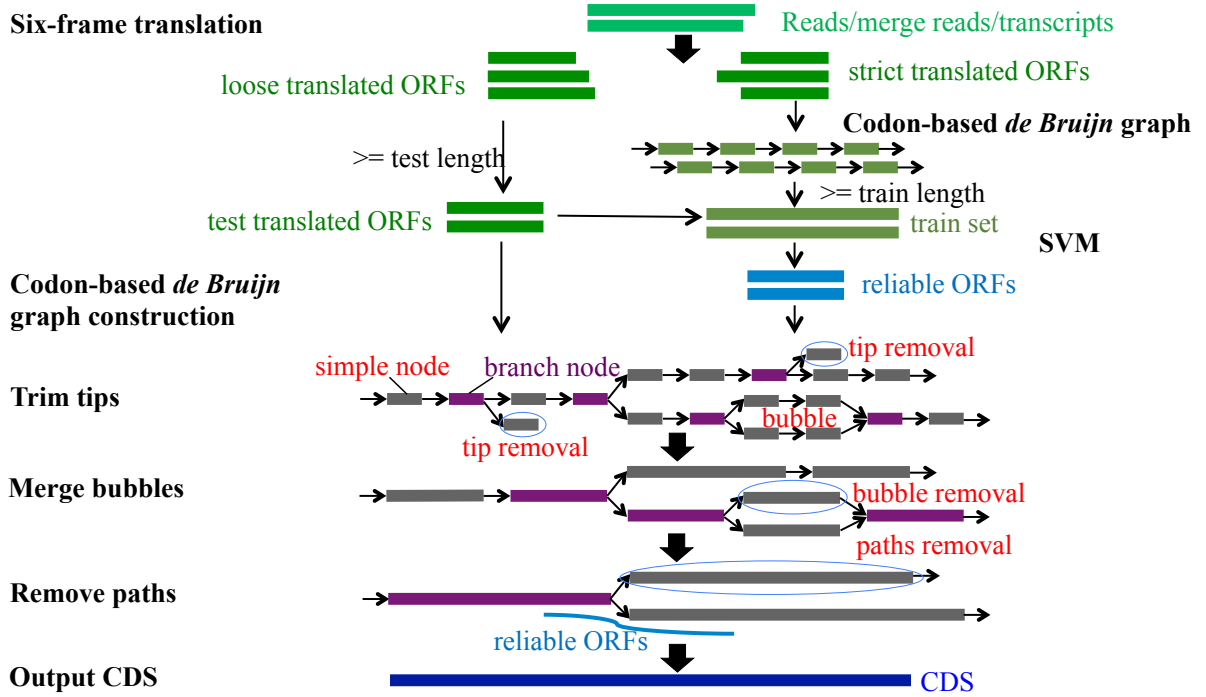 Six-frame translation
Reads/merge reads/transcripts
loose translated ORFs
strict translated ORFs
Codon-based de Bruijn graph
>= test length
>= train length
test translated ORFs
train set
SVM
Codon-based de Bruijn
graph construction
reliable ORFs
simple node
branch node
tip removal
Trim tips
bubble
tip removal
Merge bubbles
bubble removal
paths removal
Remove paths
reliable ORFs
Output CDS
CDS